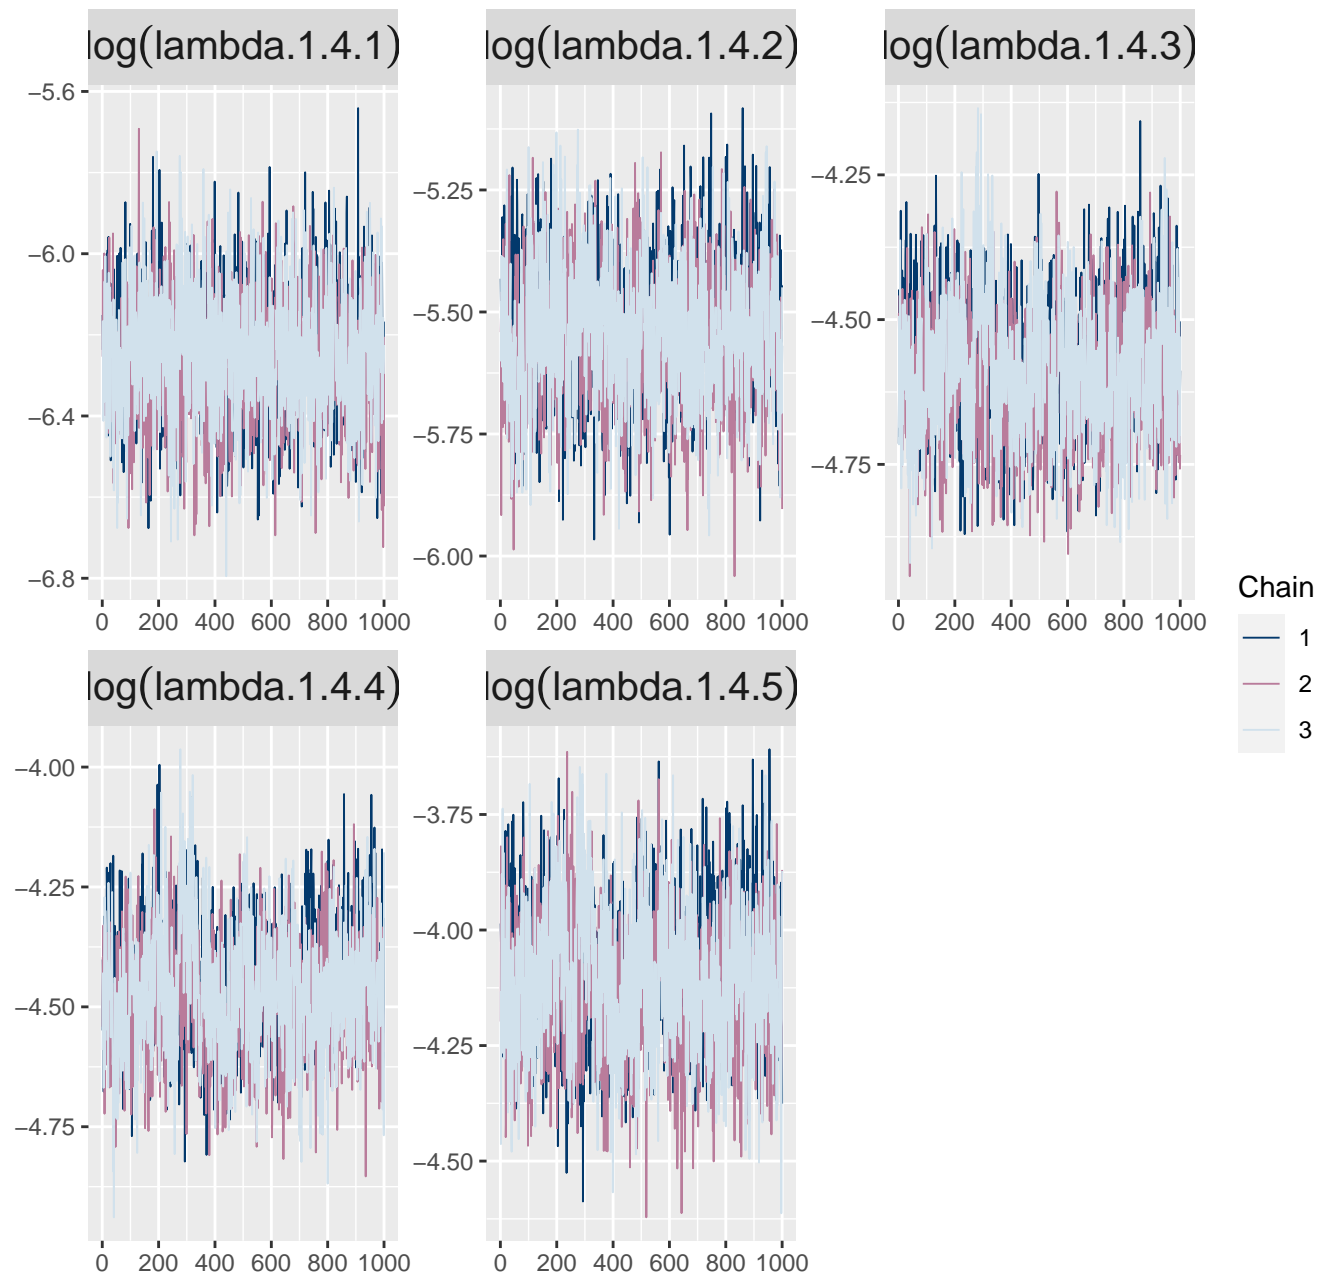 log(lambda.1.4.1)
log(lambda.1.4.2)
log(lambda.1.4.3)
−5.6
−6.0
−6.4
−6.8
0 200 400 600 800 1000
−5.25
−5.50
−5.75
−6.00
0 200 400 600 800 1000
−4.25
−4.50
−4.75
0 200 400 600 800 1000
log(lambda.1.4.4)
log(lambda.1.4.5)
−4.00
−4.25
−4.50
−4.75
0 200 400 600 800 1000
−3.75
−4.00
−4.25
−4.50
0 200 400 600 800 1000
Chain
1
2
3